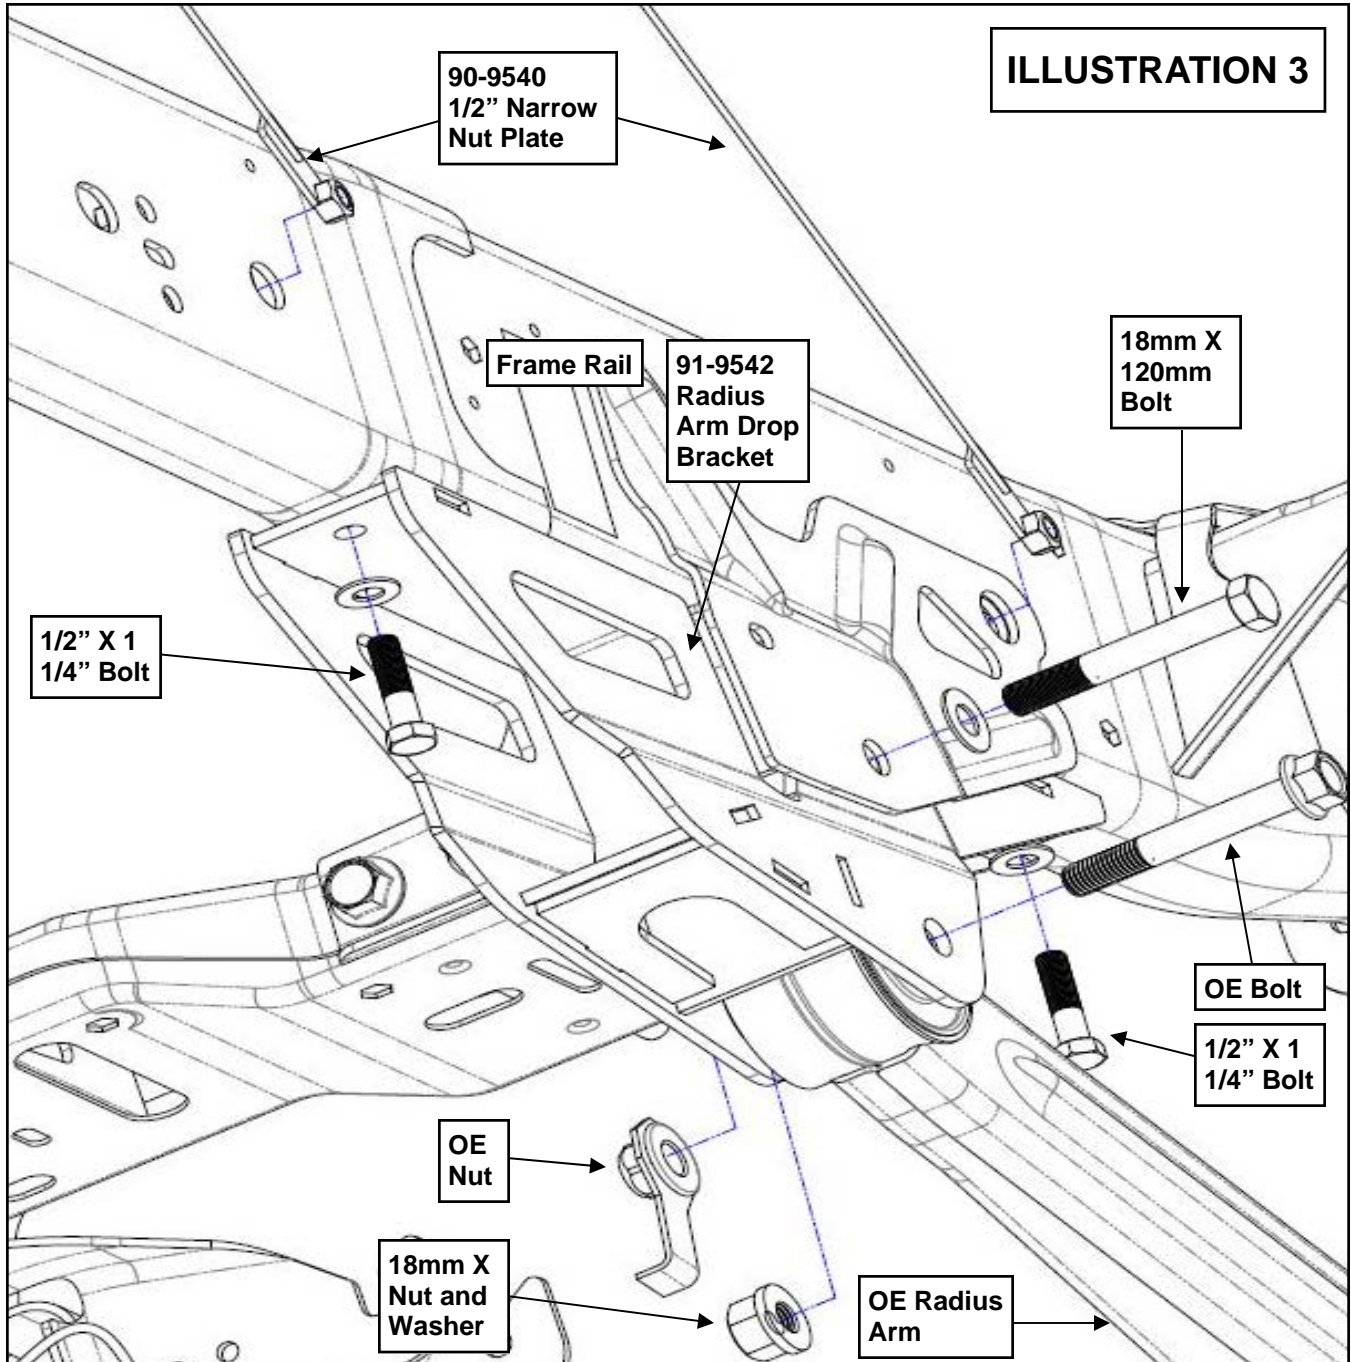 ILLUSTRATION 3
90-9540
1/2” Narrow
Nut Plate
Frame Rail
91-9542
Radius
Arm Drop
Bracket
18mm X
120mm
Bolt
1/2” X 1
1/4” Bolt
OE Bolt
1/2” X 1
1/4” Bolt
OE
Nut
18mm X
Nut and
Washer
OE Radius
Arm